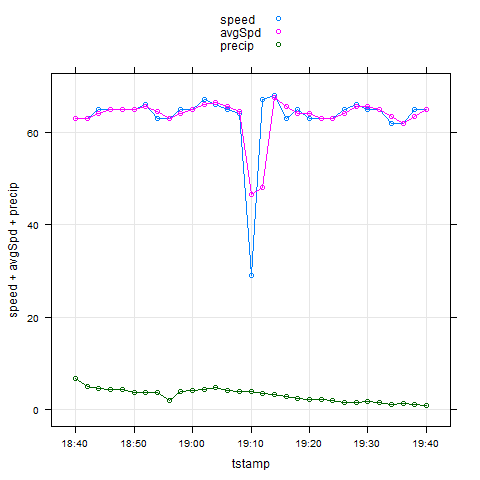 speed
avgSpd
precip
speed + avgSpd + precip
60
40
20
0
18:40 18:50 19:00 19:10 19:20 19:30 19:40
tstamp